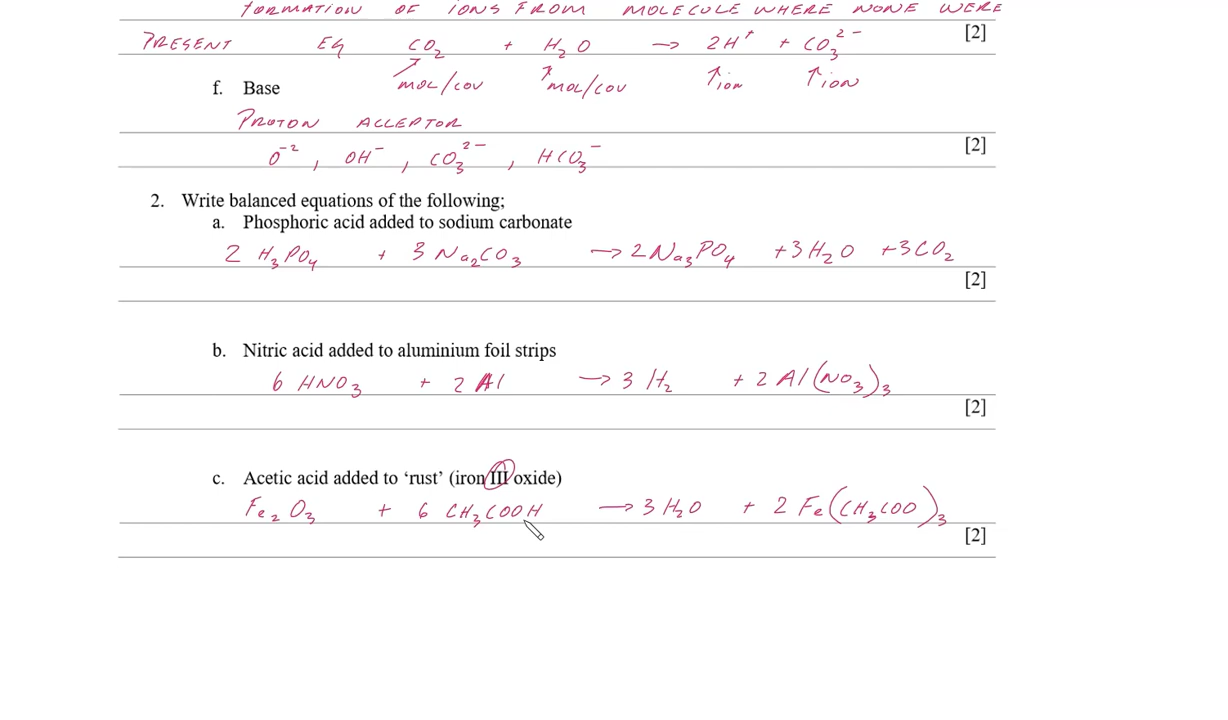 FORMATION OF IONS FROM MOLECULE WHERE NONE WERE
[2]
PRESENT EG CO₂ + H₂O → 2H⁺ + CO₃²⁻
↗ mol/cov ↑ mol/cov ↑ion ↑ion
f. Base
PROTON ACCEPTOR
[2]
O⁻², OH⁻, CO₃²⁻, HCO₃⁻
2. Write balanced equations of the following;
a. Phosphoric acid added to sodium carbonate
2 H₃PO₄ + 3 Na₂CO₃ → 2Na₃PO₄ + 3H₂O + 3CO₂
[2]
b. Nitric acid added to aluminium foil strips
6 HNO₃ + 2 Al → 3 H₂ + 2 Al(NO₃)₃
[2]
c. Acetic acid added to ‘rust’ (iron III oxide)
Fe₂O₃ + 6 CH₃COOH → 3 H₂O + 2 Fe(CH₃COO)₃
[2]